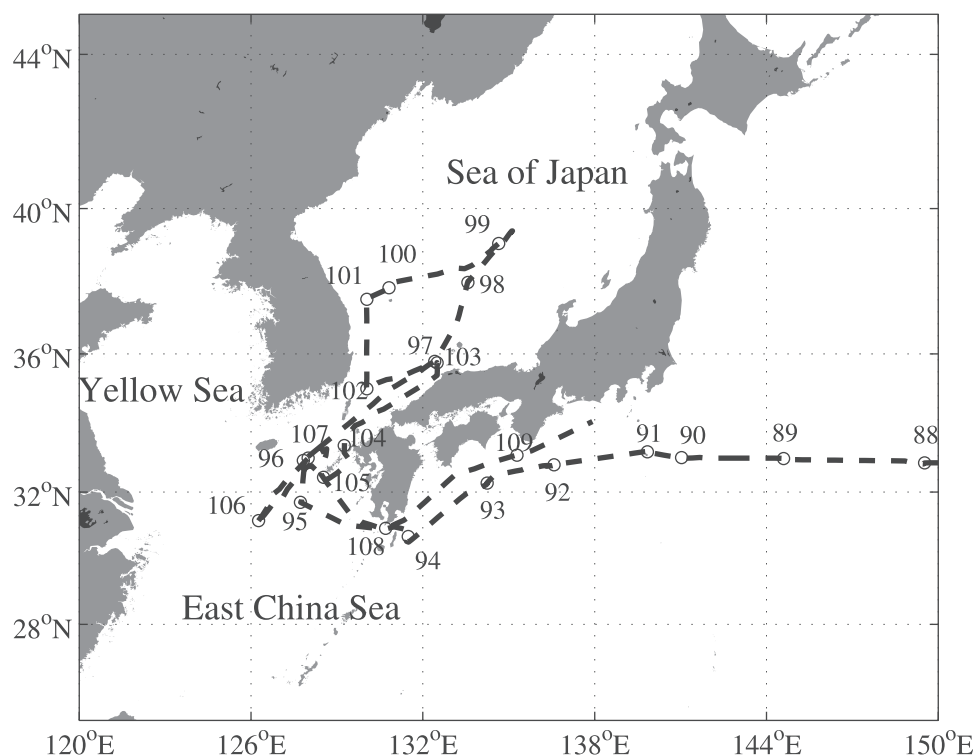 44°N
Sea of Japan
40°N
99
100
101
98
97
103
36°N
102
Yellow Sea
107
104
109
91
90
89
88
96
32°N
105
106
95
93
92
108
94
East China Sea
28°N
120°E
126°E
132°E
138°E
144°E
150°E